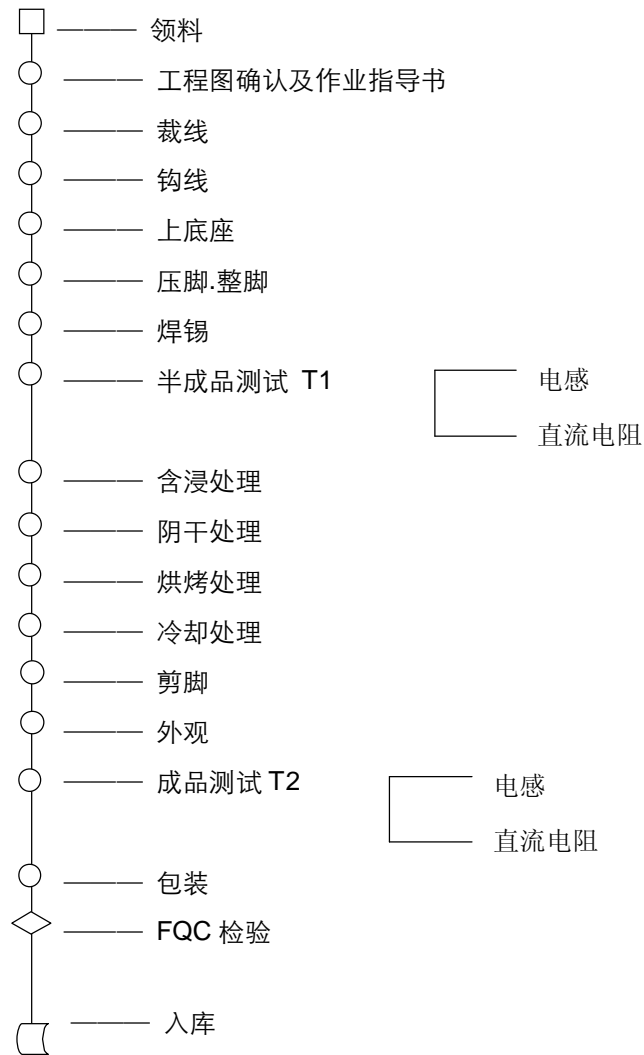 领料
工程图确认及作业指导书
裁线
钩线
上底座
压脚.整脚
焊锡
半成品测试 T1
电感
直流电阻
含浸处理
阴干处理
烘烤处理
冷却处理
剪脚
外观
成品测试 T2
电感
直流电阻
包装
FQC 检验
入库